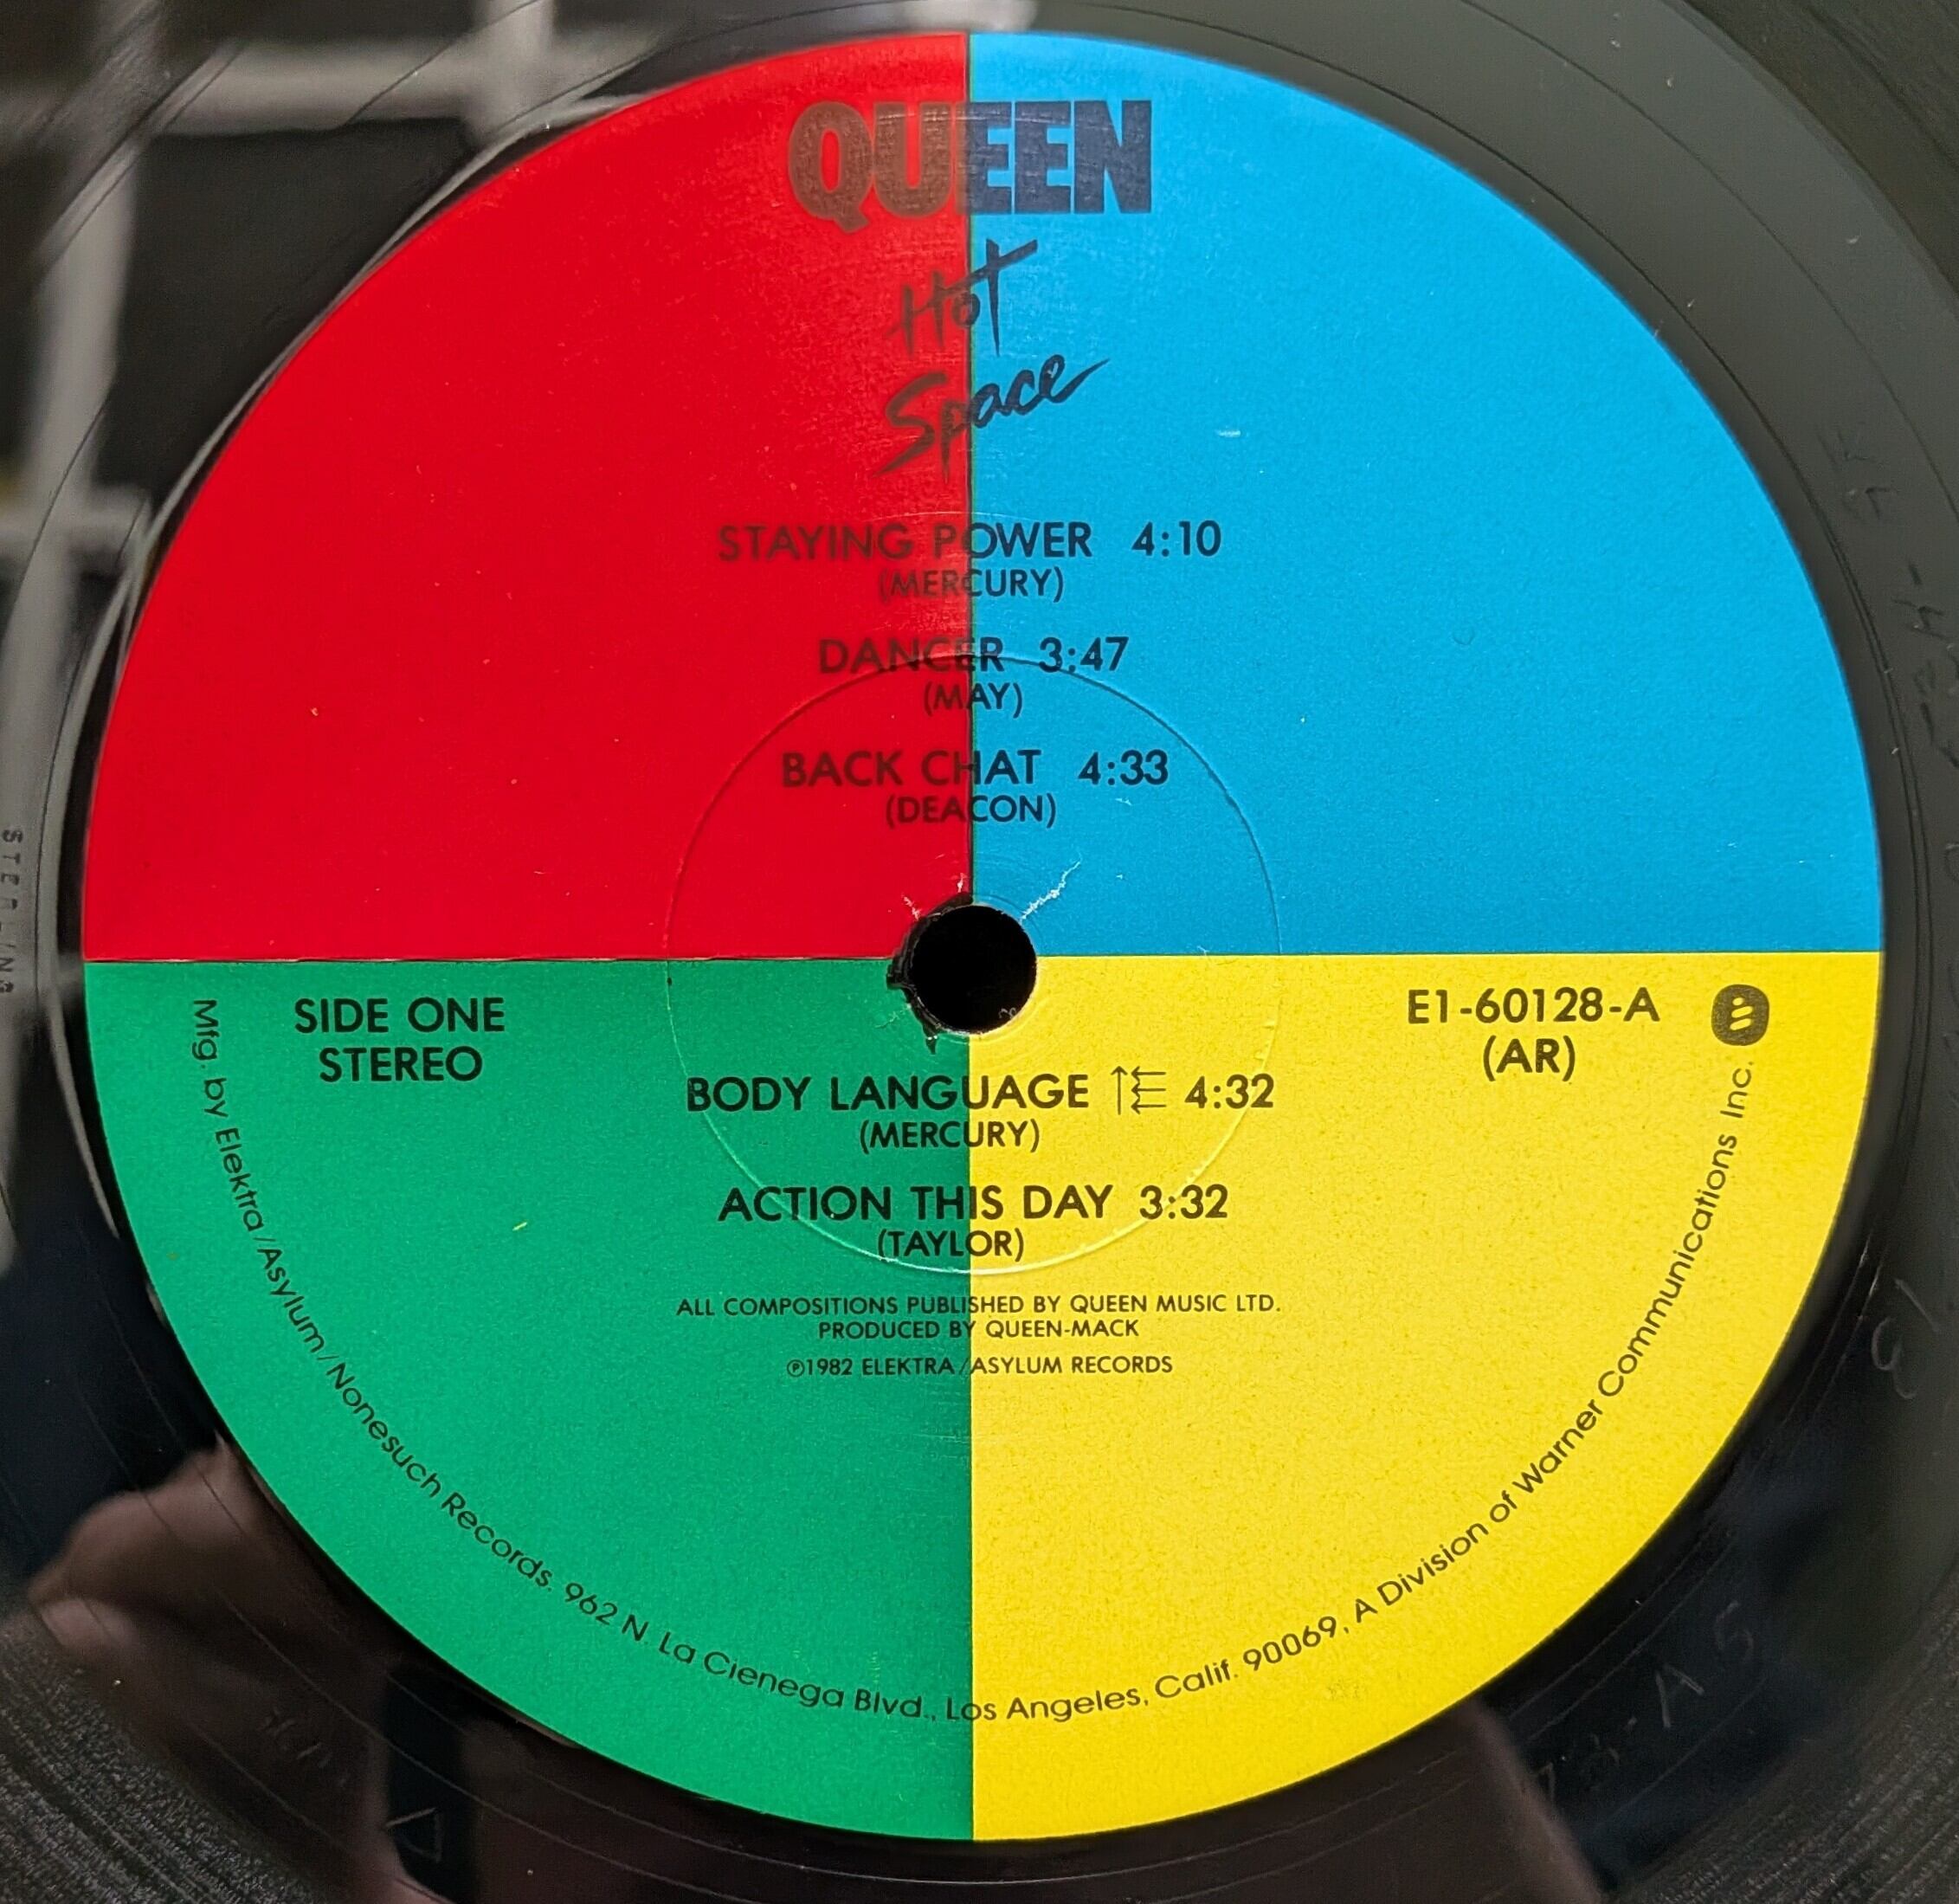 QUEEN
Hot
Space
STAYING POWER 4:10
(MERCURY)
DANCER 3:47
(MAY)
BACK CHAT 4:33
(DEACON)
SIDE ONE
STEREO
E1-60128-A
(AR)
BODY LANGUAGE 4:32
(MERCURY)
ACTION THIS DAY 3:32
(TAYLOR)
ALL COMPOSITIONS PUBLISHED BY QUEEN MUSIC LTD.
PRODUCED BY QUEEN-MACK
℗1982 ELEKTRA/ASYLUM RECORDS
Mfg. by Elektra/Asylum/Nonesuch Records. 962 N. La Cienega Blvd., Los Angeles, Calif. 90069, A Division of Warner Communications Inc.
STERLING